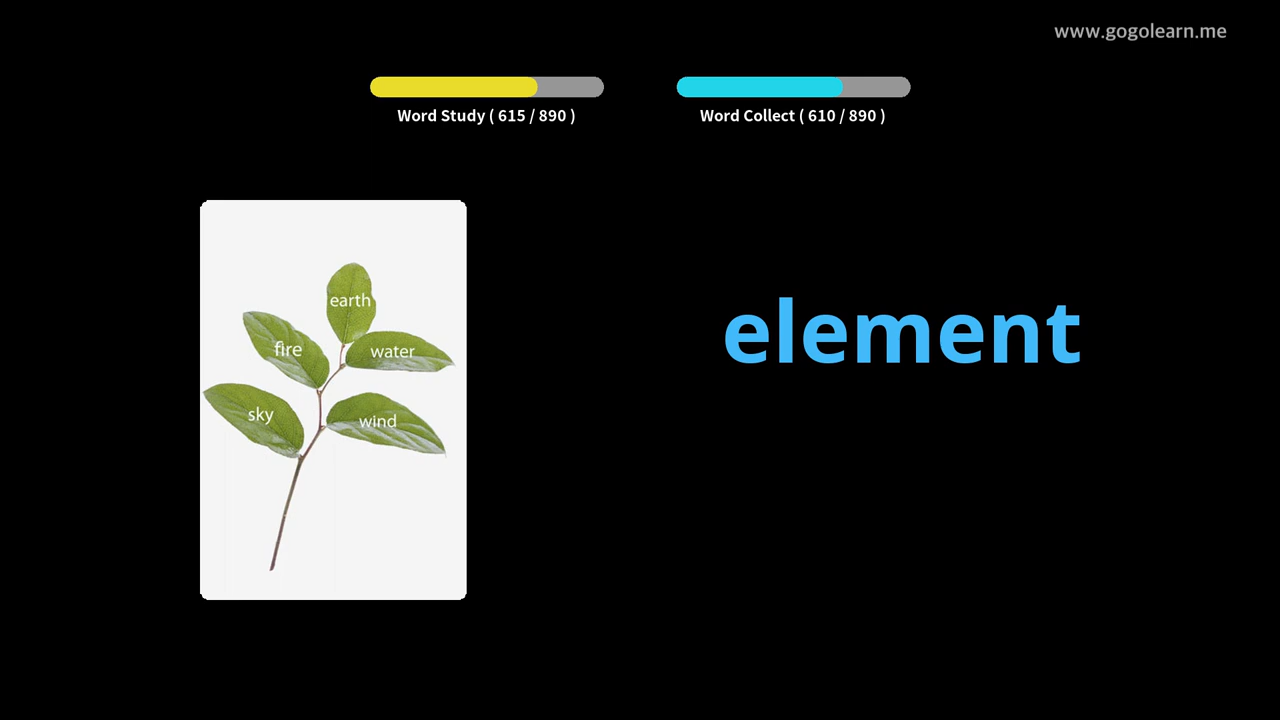 www.gogolearn.me
Word Study ( 615 / 890 )
Word Collect ( 610 / 890 )
earth
fire
water
sky
wind
element